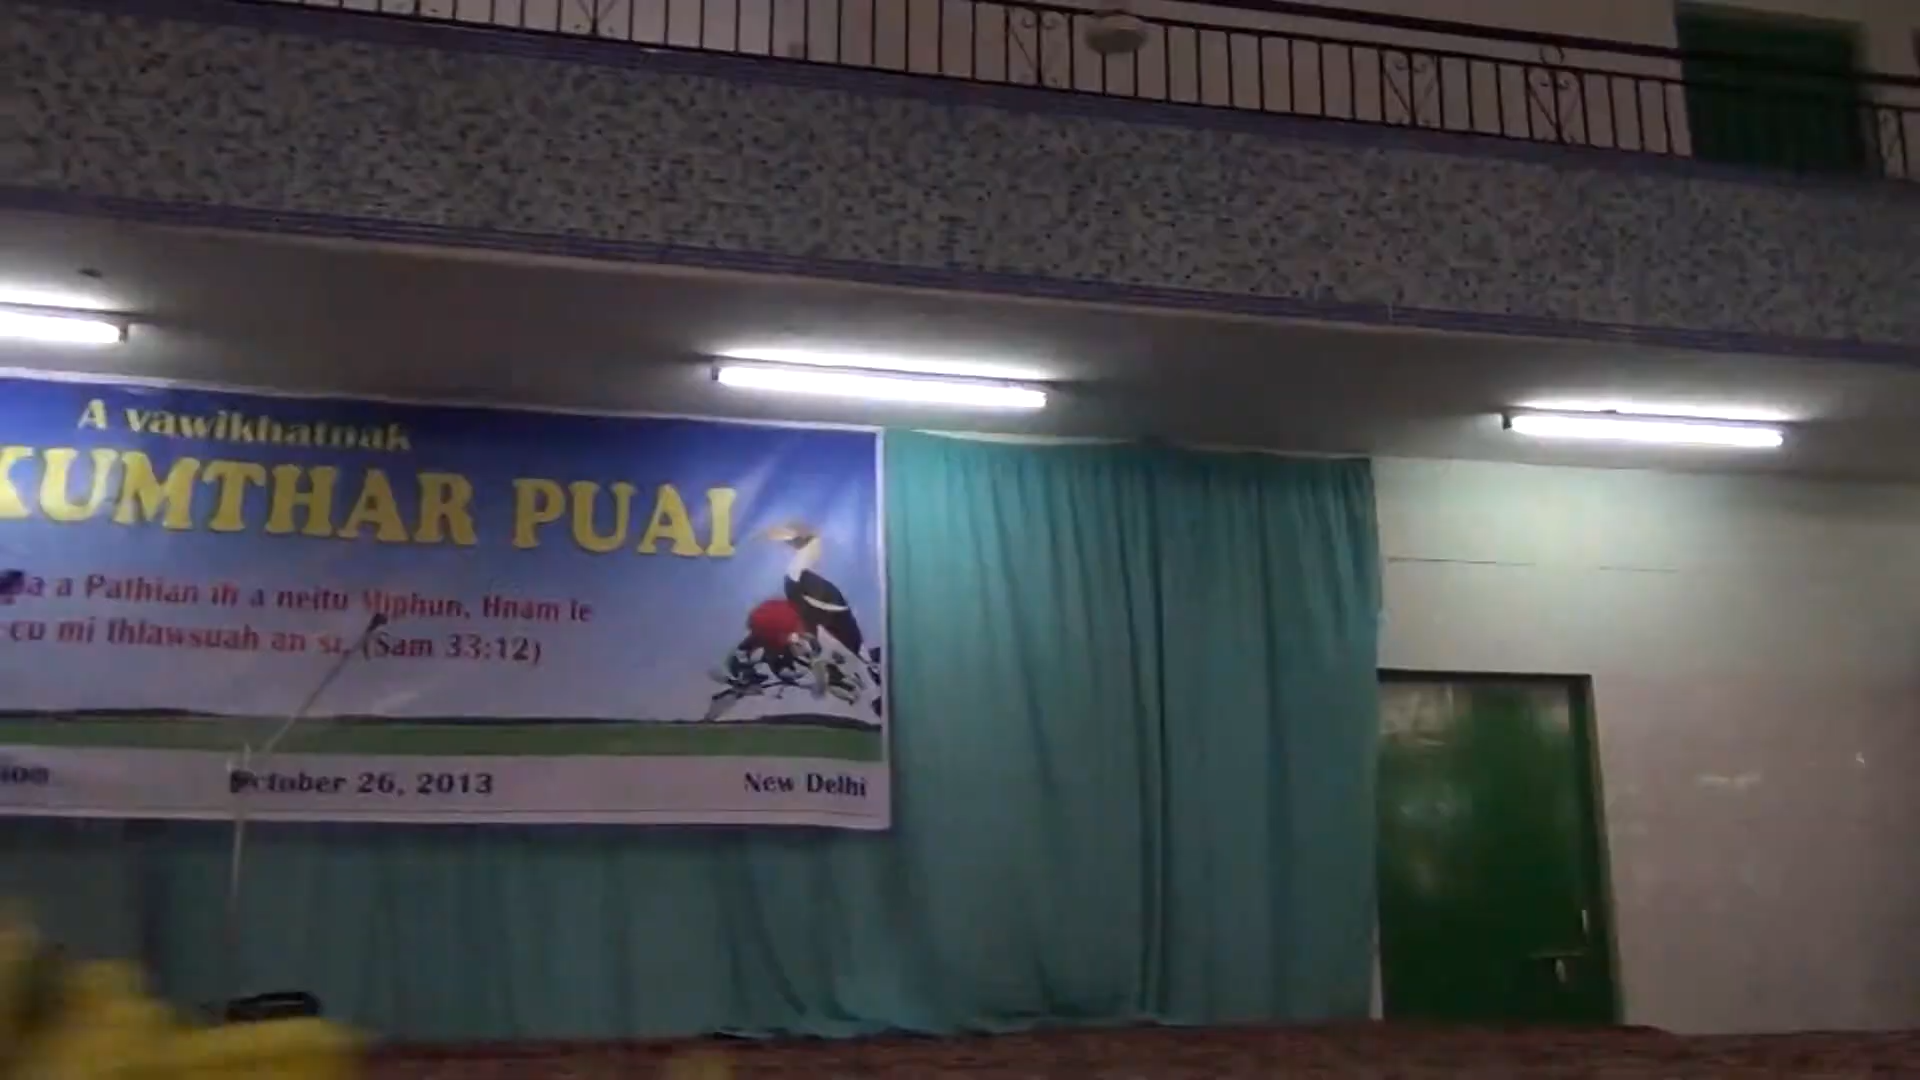 A vawikhatnak
KUMTHAR PUAI
a Pathian ih a neitu Miphun, Hnam le
cu mi thlawsuah an si. (Sam 33:12)
October 26, 2013
New Delhi